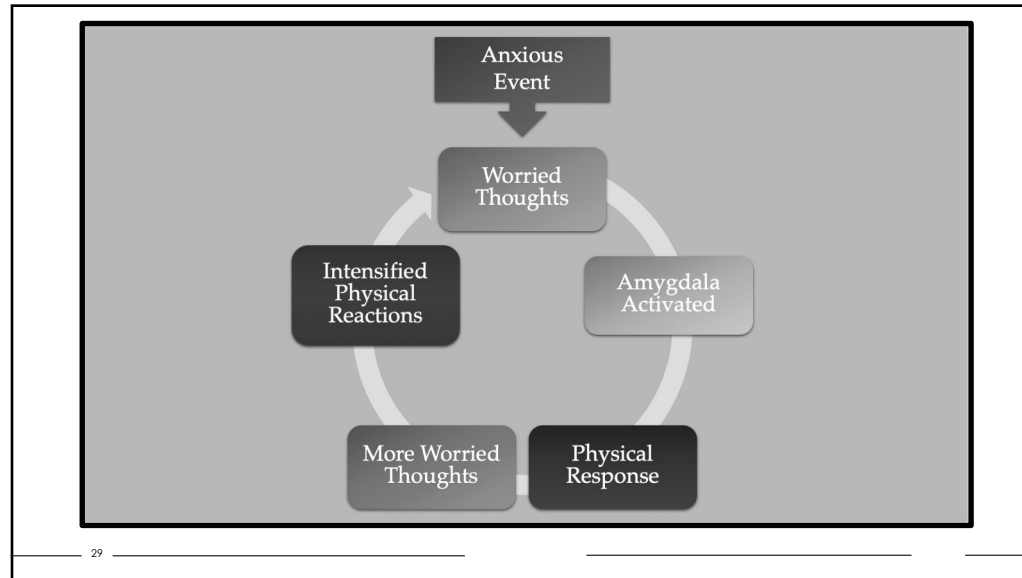 Anxious
Event
Worried
Thoughts
Amygdala
Activated
Physical
Response
More Worried
Thoughts
Intensified
Physical
Reactions
29